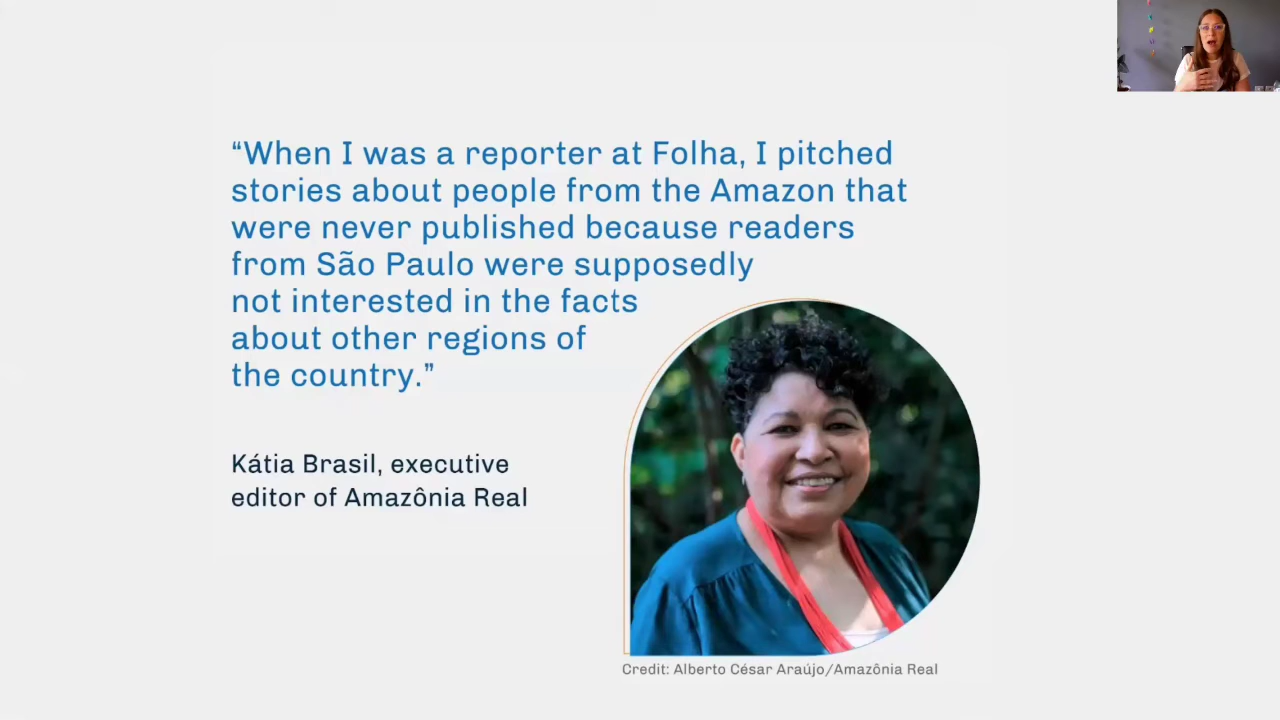 “When I was a reporter at Folha, I pitched
stories about people from the Amazon that
were never published because readers
from São Paulo were supposedly
not interested in the facts
about other regions of
the country.”
Kátia Brasil, executive
editor of Amazônia Real
Credit: Alberto César Araújo/Amazônia Real